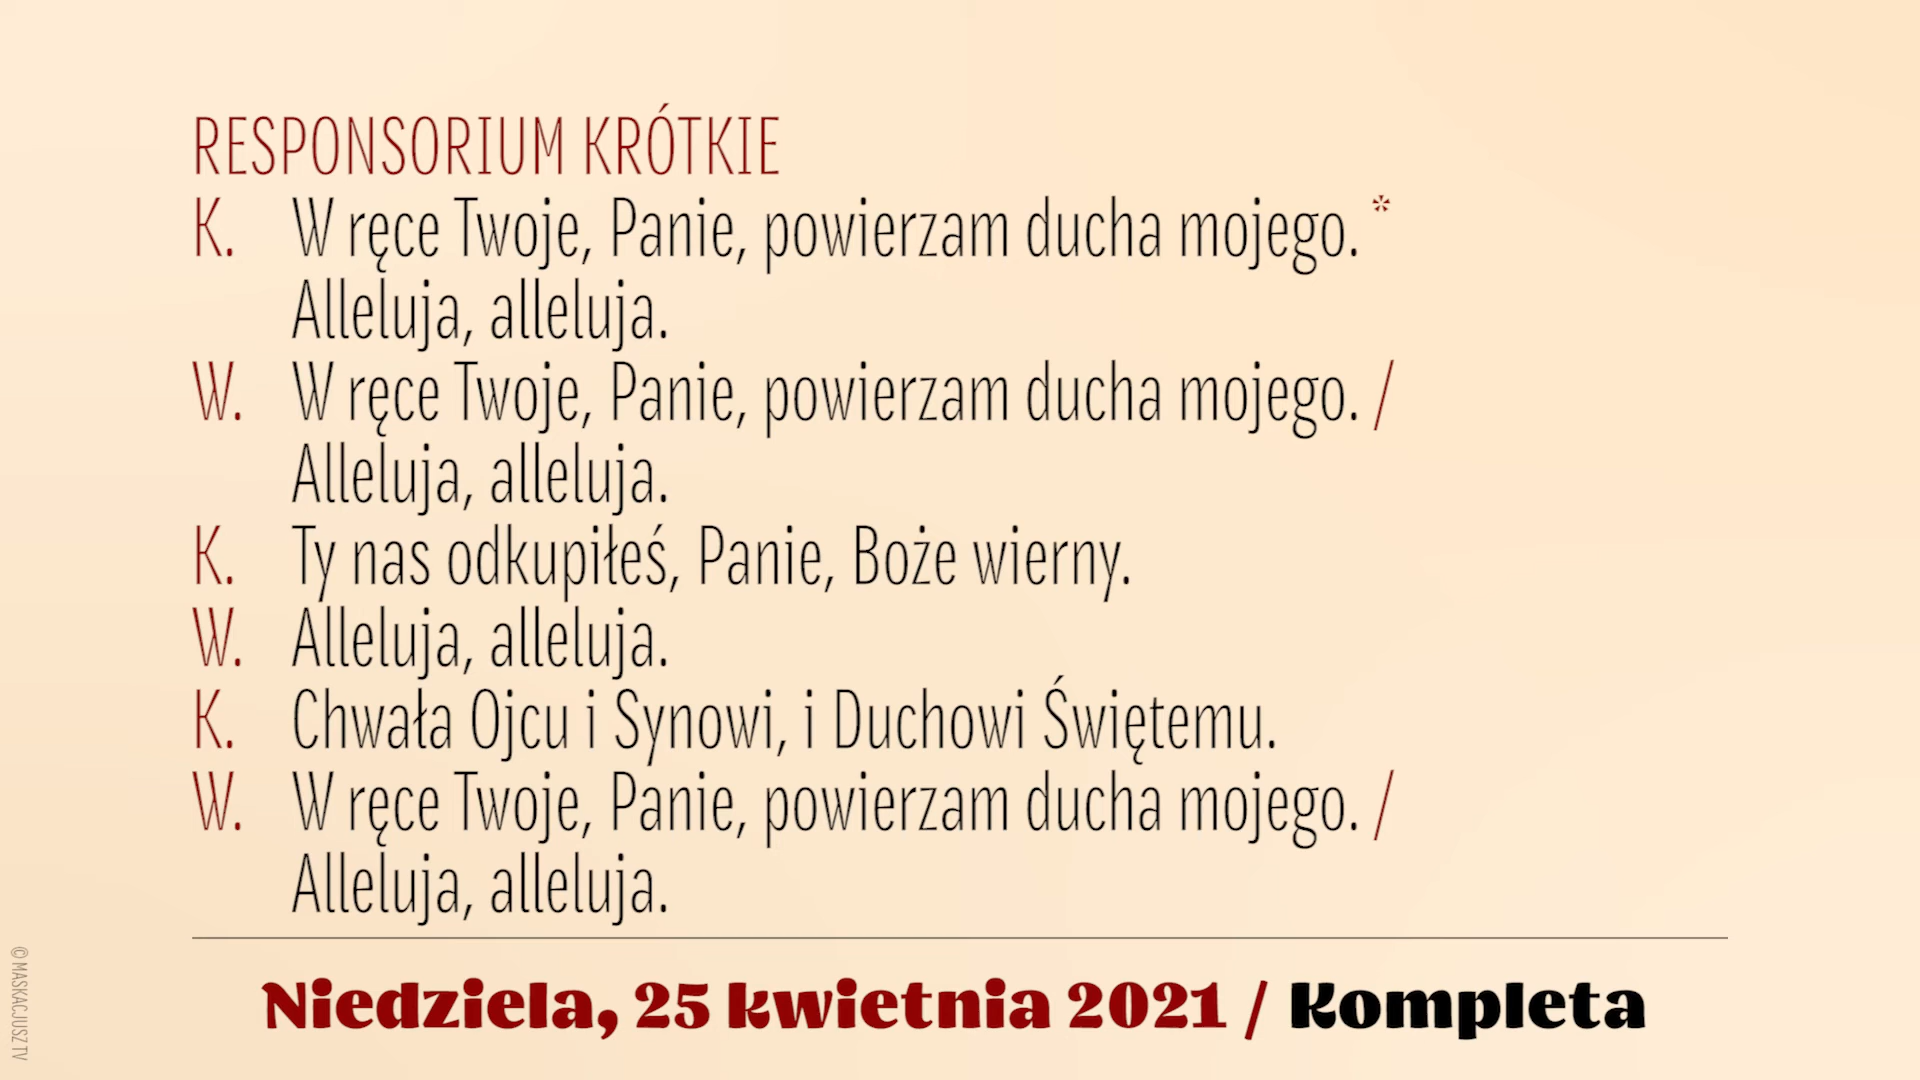 RESPONSORIUM KRÓTKIE
K. W ręce Twoje, Panie, powierzam ducha mojego. *
Alleluja, alleluja.
W. W ręce Twoje, Panie, powierzam ducha mojego. /
Alleluja, alleluja.
K. Ty nas odkupiłeś, Panie, Boże wierny.
W. Alleluja, alleluja.
K. Chwała Ojcu i Synowi, i Duchowi Świętemu.
W. W ręce Twoje, Panie, powierzam ducha mojego. /
Alleluja, alleluja.
Niedziela, 25 kwietnia 2021 / Kompleta
© MASKACJUSZ TV